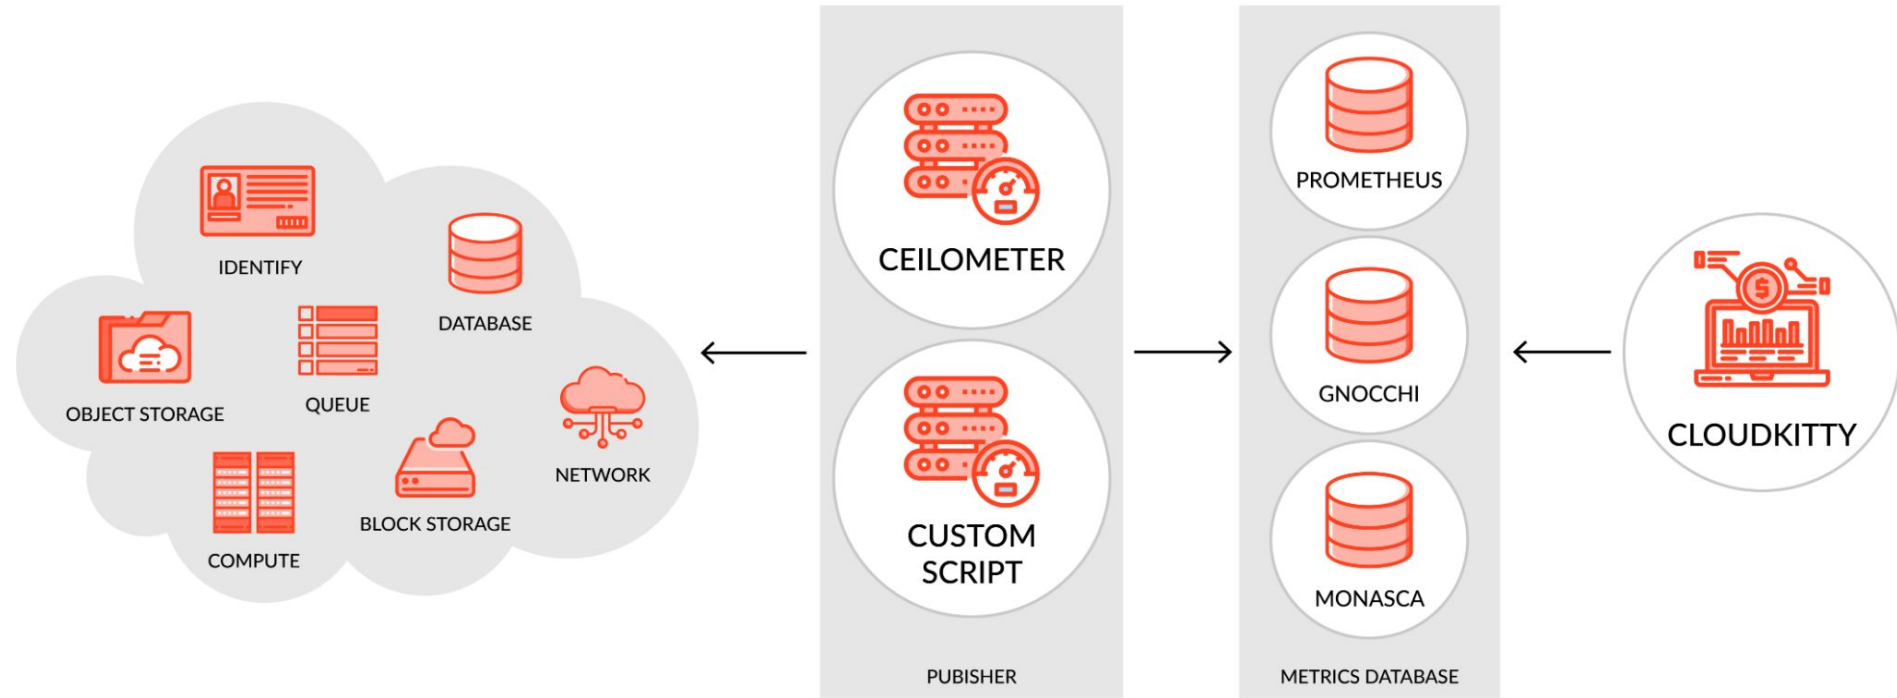 IDENTIFY
DATABASE
OBJECT STORAGE
QUEUE
NETWORK
BLOCK STORAGE
COMPUTE
CEILOMETER
CUSTOM
SCRIPT
PUBISHER
PROMETHEUS
GNOCCHI
MONASCA
METRICS DATABASE
$
CLOUDKITTY